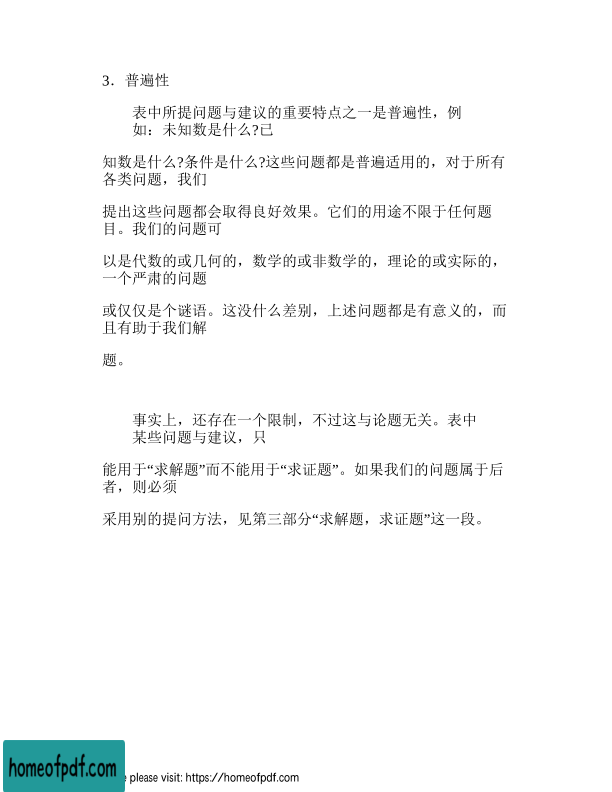 3．普遍性
表中所提问题与建议的重要特点之一是普遍性，例
如：未知数是什么?已
知数是什么?条件是什么?这些问题都是普遍适用的，对于所有
各类问题，我们
提出这些问题都会取得良好效果。它们的用途不限于任何题
目。我们的问题可
以是代数的或几何的，数学的或非数学的，理论的或实际的，
一个严肃的问题
或仅仅是个谜语。这没什么差别，上述问题都是有意义的，而
且有助于我们解
题。
事实上，还存在一个限制，不过这与论题无关。表中
某些问题与建议，只
能用于“求解题”而不能用于“求证题”。如果我们的问题属于后
者，则必须
采用别的提问方法，见第三部分“求解题，求证题”这一段。
homeofpdf.com
please visit: https://homeofpdf.com